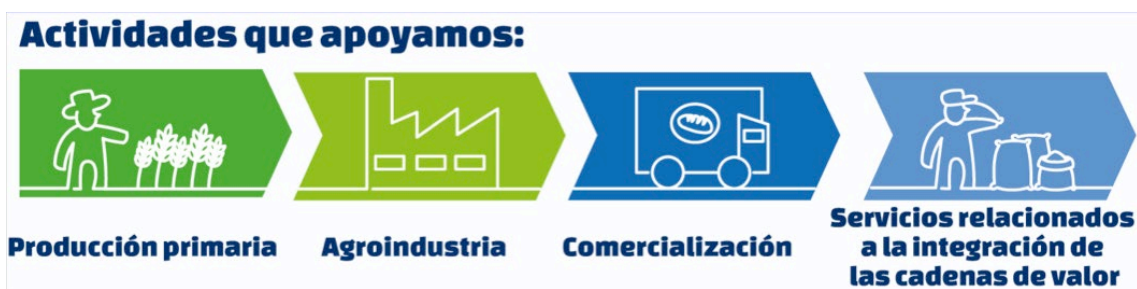 Actividades que apoyamos:
Producción primaria
Agroindustria
Comercialización
Servicios relacionados
a la integración de
las cadenas de valor